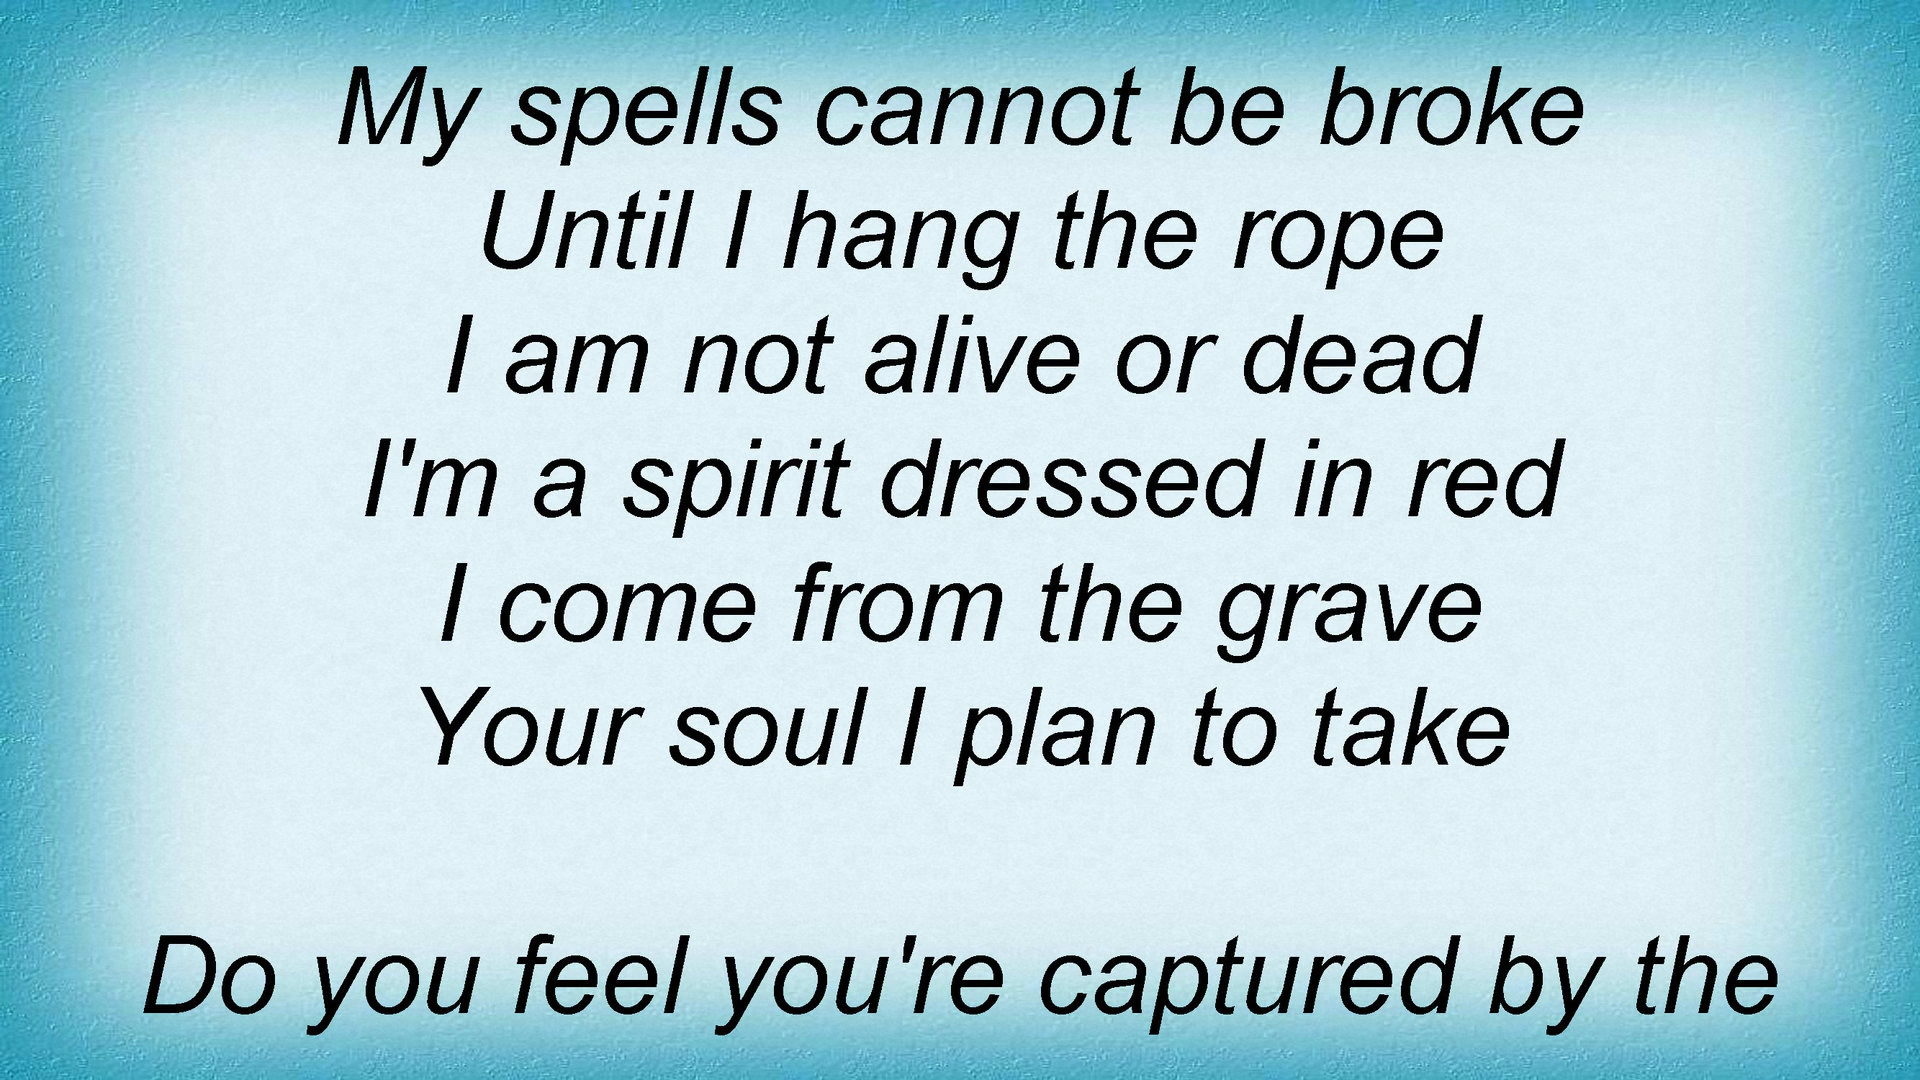 My spells cannot be broke
Until I hang the rope
I am not alive or dead
I'm a spirit dressed in red
I come from the grave
Your soul I plan to take
Do you feel you're captured by the